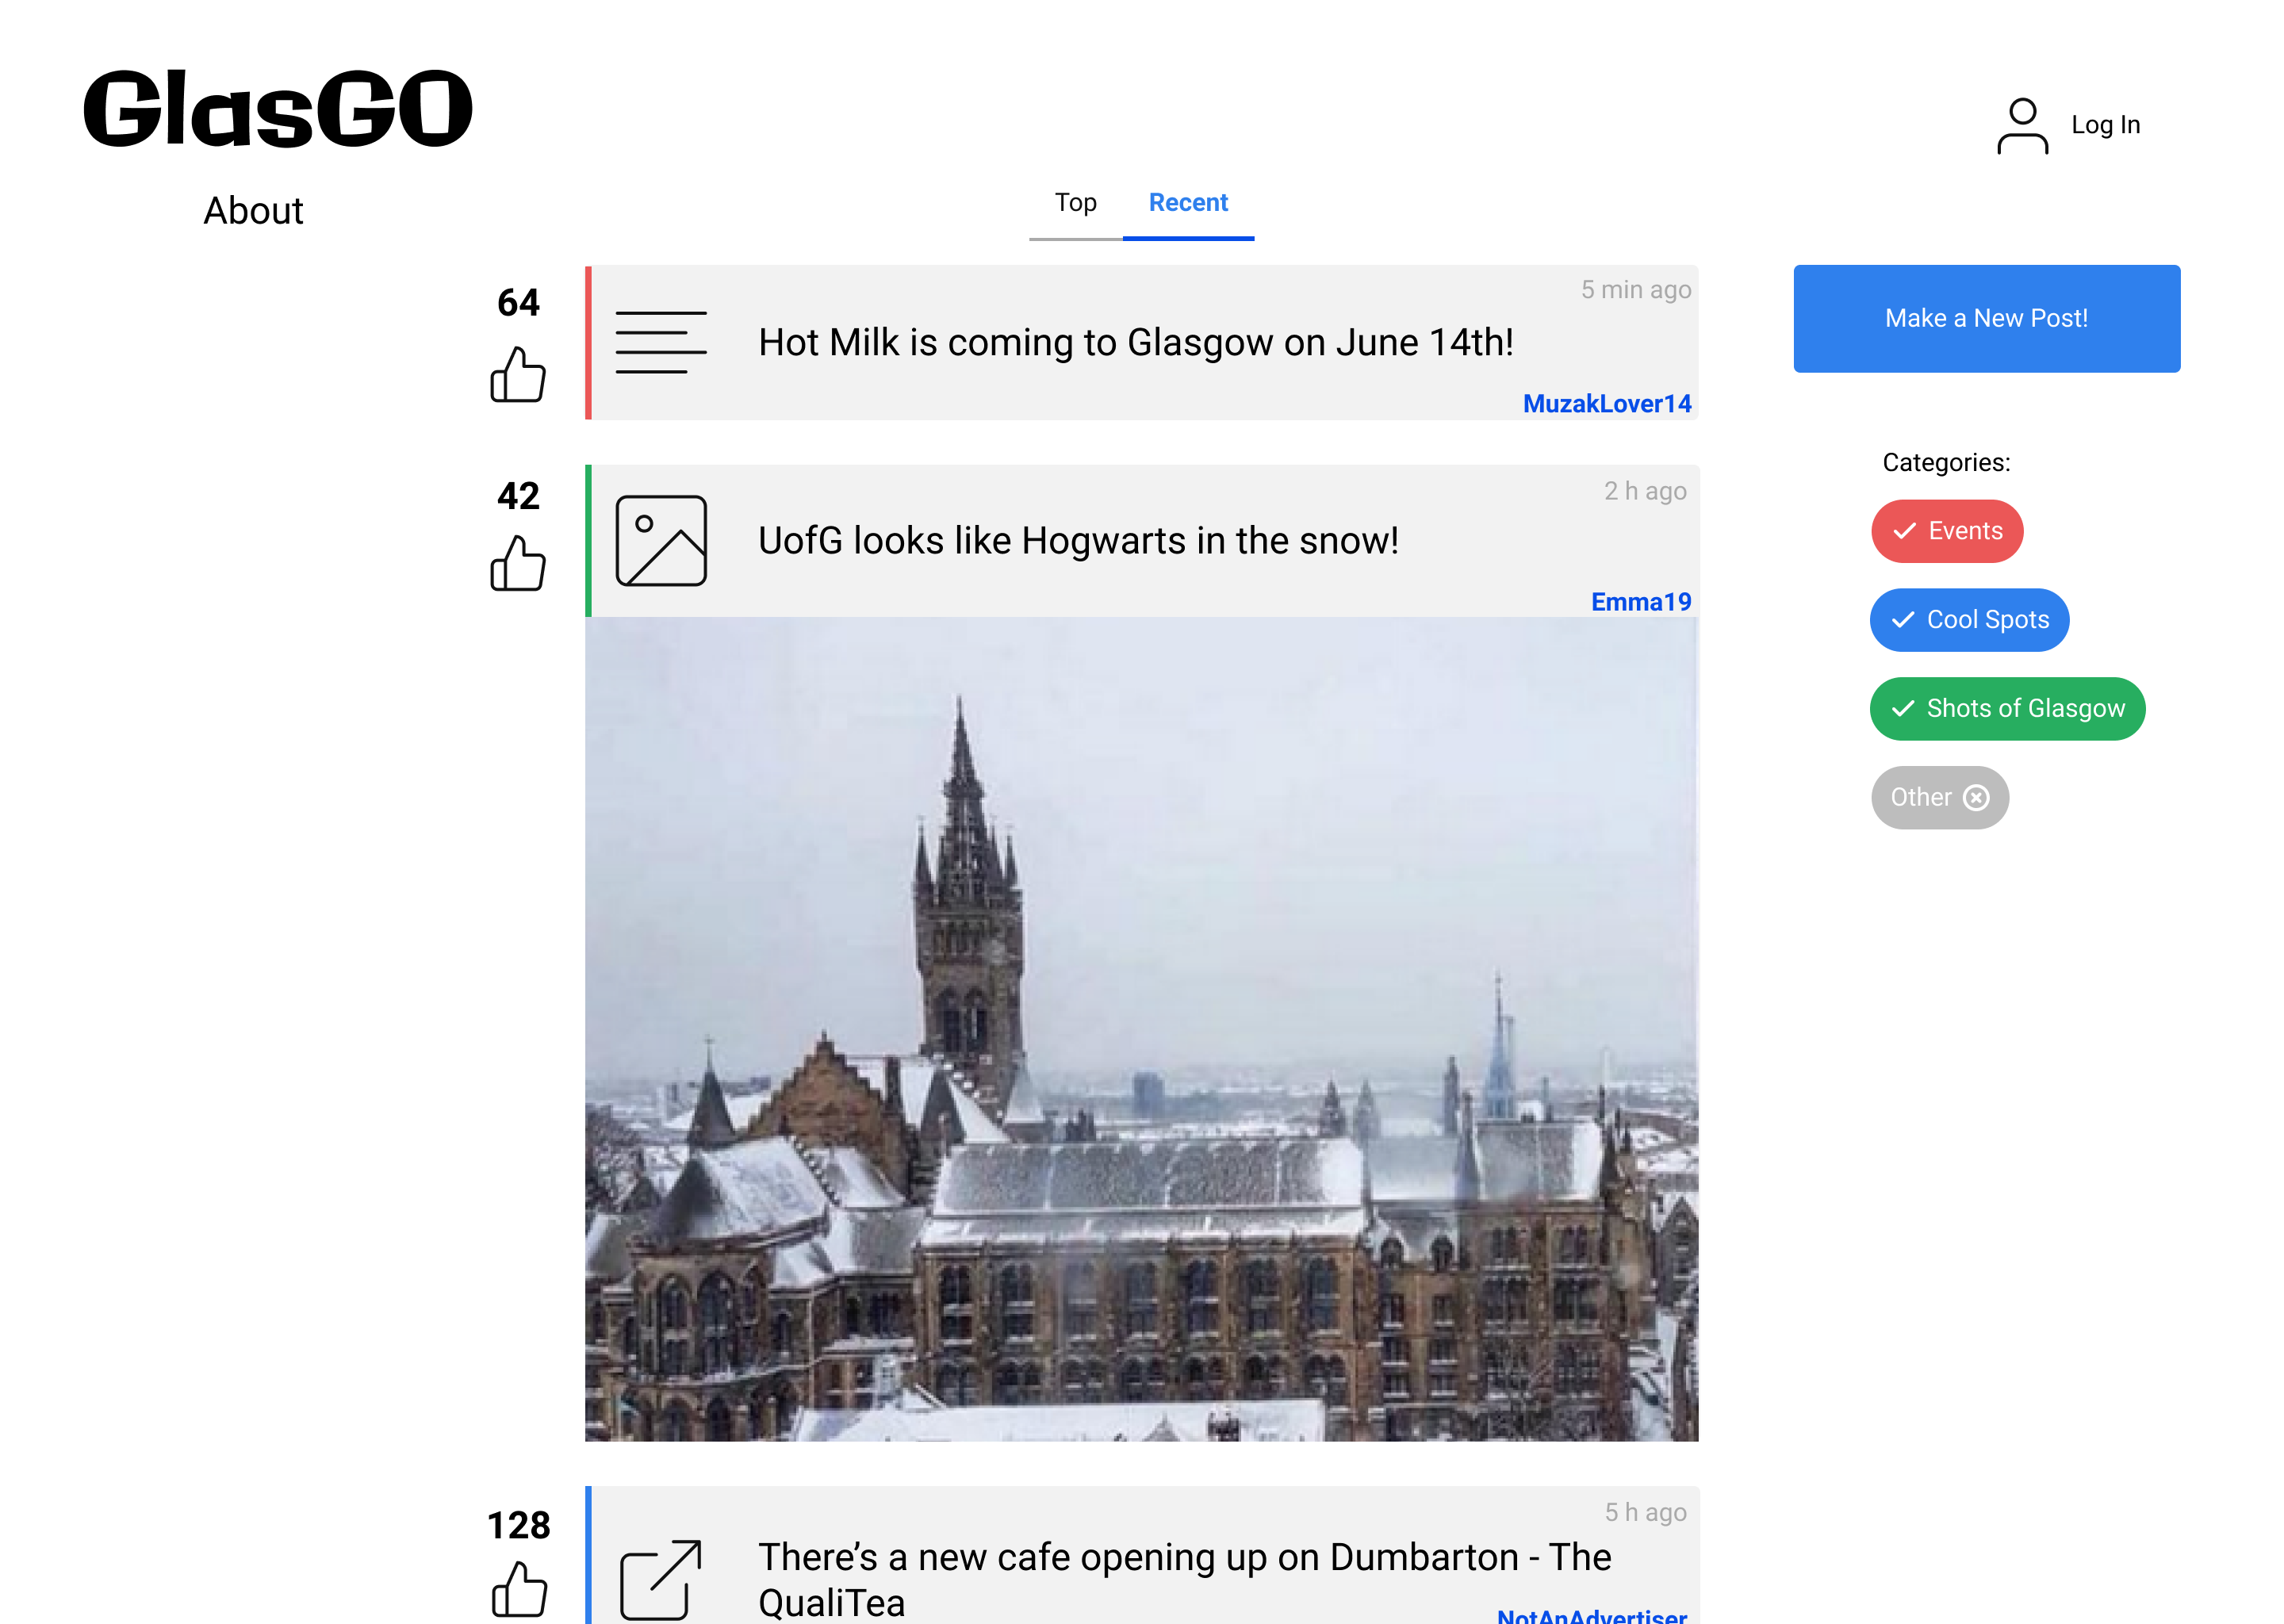 GlasGO
Log In
About
Top
Recent
64
5 min ago
Hot Milk is coming to Glasgow on June 14th!
MuzakLover14
Make a New Post!
Categories:
Events
Cool Spots
Shots of Glasgow
Other
42
2 h ago
UofG looks like Hogwarts in the snow!
Emma19
128
5 h ago
There’s a new cafe opening up on Dumbarton - The
QualiTea
NotAnAdvertiser